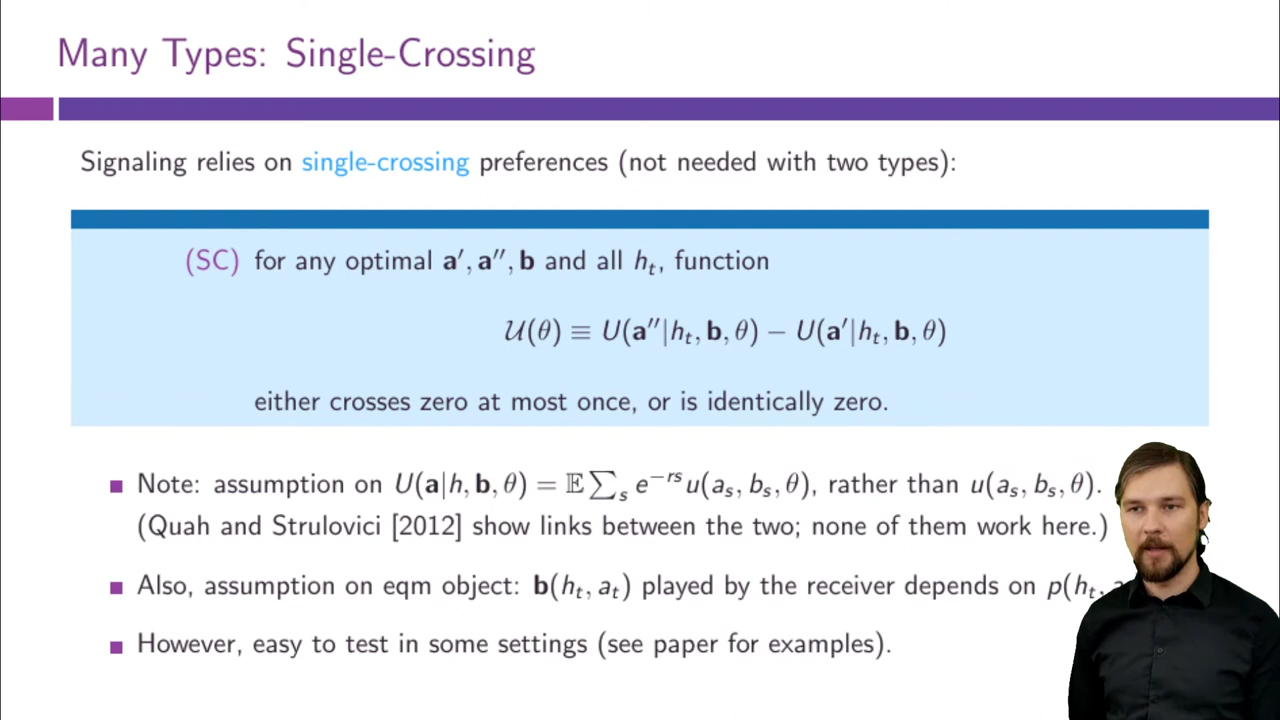 Many Types: Single-Crossing
Signaling relies on single-crossing preferences (not needed with two types):
(SC) for any optimal a′, a′′, b and all hₜ, function
𝒰(θ) ≡ U(a′′|hₜ, b, θ) − U(a′|hₜ, b, θ)
either crosses zero at most once, or is identically zero.
Note: assumption on U(a|h, b, θ) = 𝔼∑ₛ e⁻ʳˢu(aₛ, bₛ, θ), rather than u(aₛ, bₛ, θ).
(Quah and Strulovici [2012] show links between the two; none of them work here.)
Also, assumption on eqm object: b(hₜ, aₜ) played by the receiver depends on p(hₜ,
However, easy to test in some settings (see paper for examples).